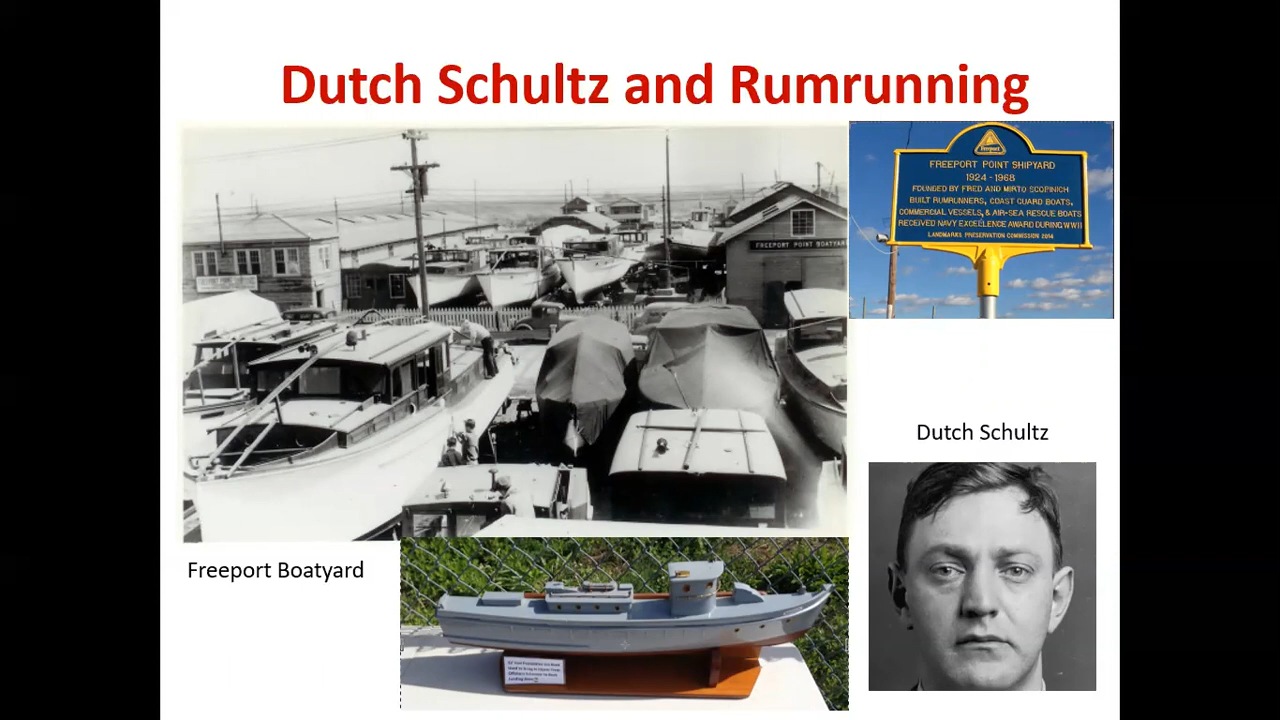 Dutch Schultz and Rumrunning
Freeport
FREEPORT POINT SHIPYARD
1924 - 1968
FOUNDED BY FRED AND MIRTO SCOPINICH
BUILT RUMRUNNERS, COAST GUARD BOATS,
COMMERCIAL VESSELS, & AIR-SEA RESCUE BOATS
RECEIVED NAVY EXCELLENCE AWARD DURING WWII
LANDMARKS PRESERVATION COMMISSION 2014
FREEPORT POINT BOATYAR
Dutch Schultz
Freeport Boatyard